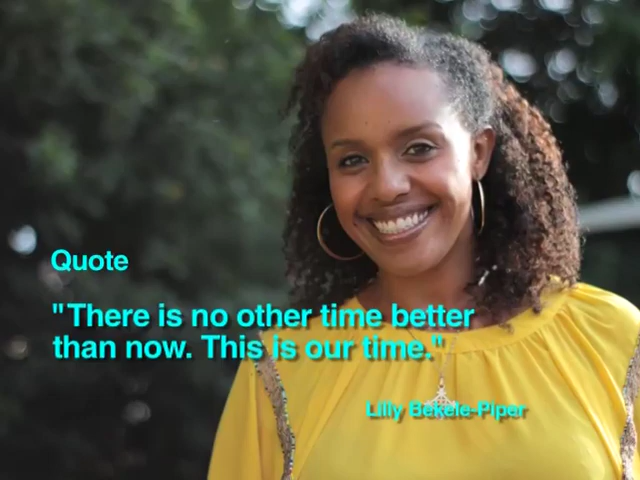 Quote
"There is no other time better
than now. This is our time."
Lilly Bekele-Piper